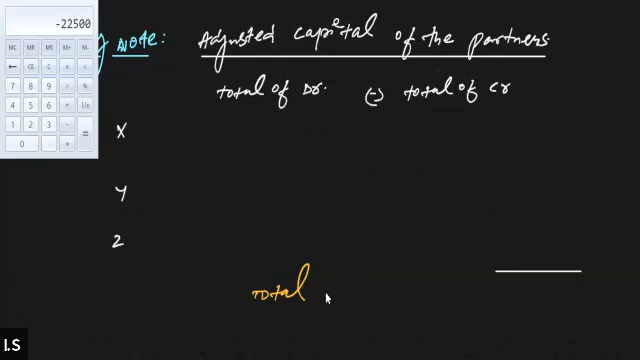 -22500
MC MR MS M+ M-
← CE C ± √
7 8 9 / %
4 5 6 * 1/x
1 2 3 - =
0 . +
g Note: Adjusted capital of the partners.
total of Dr. (-) total of Cr
X
Y
Z
Total
I.S